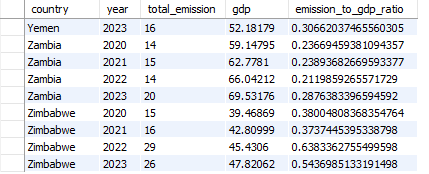 country year total_emission gdp emission_to_gdp_ratio
Yemen 2023 16 52.18179 0.30662037465560305
Zambia 2020 14 59.14795 0.23669459381094357
Zambia 2021 15 62.7781 0.23893682669593377
Zambia 2022 14 66.04212 0.2119859265571729
Zambia 2023 20 69.53176 0.2876383396594592
Zimbabwe 2020 15 39.46869 0.38004808368354764
Zimbabwe 2021 16 42.80999 0.3737445395338798
Zimbabwe 2022 29 45.4306 0.6383362755499598
Zimbabwe 2023 26 47.82062 0.5436985133191498